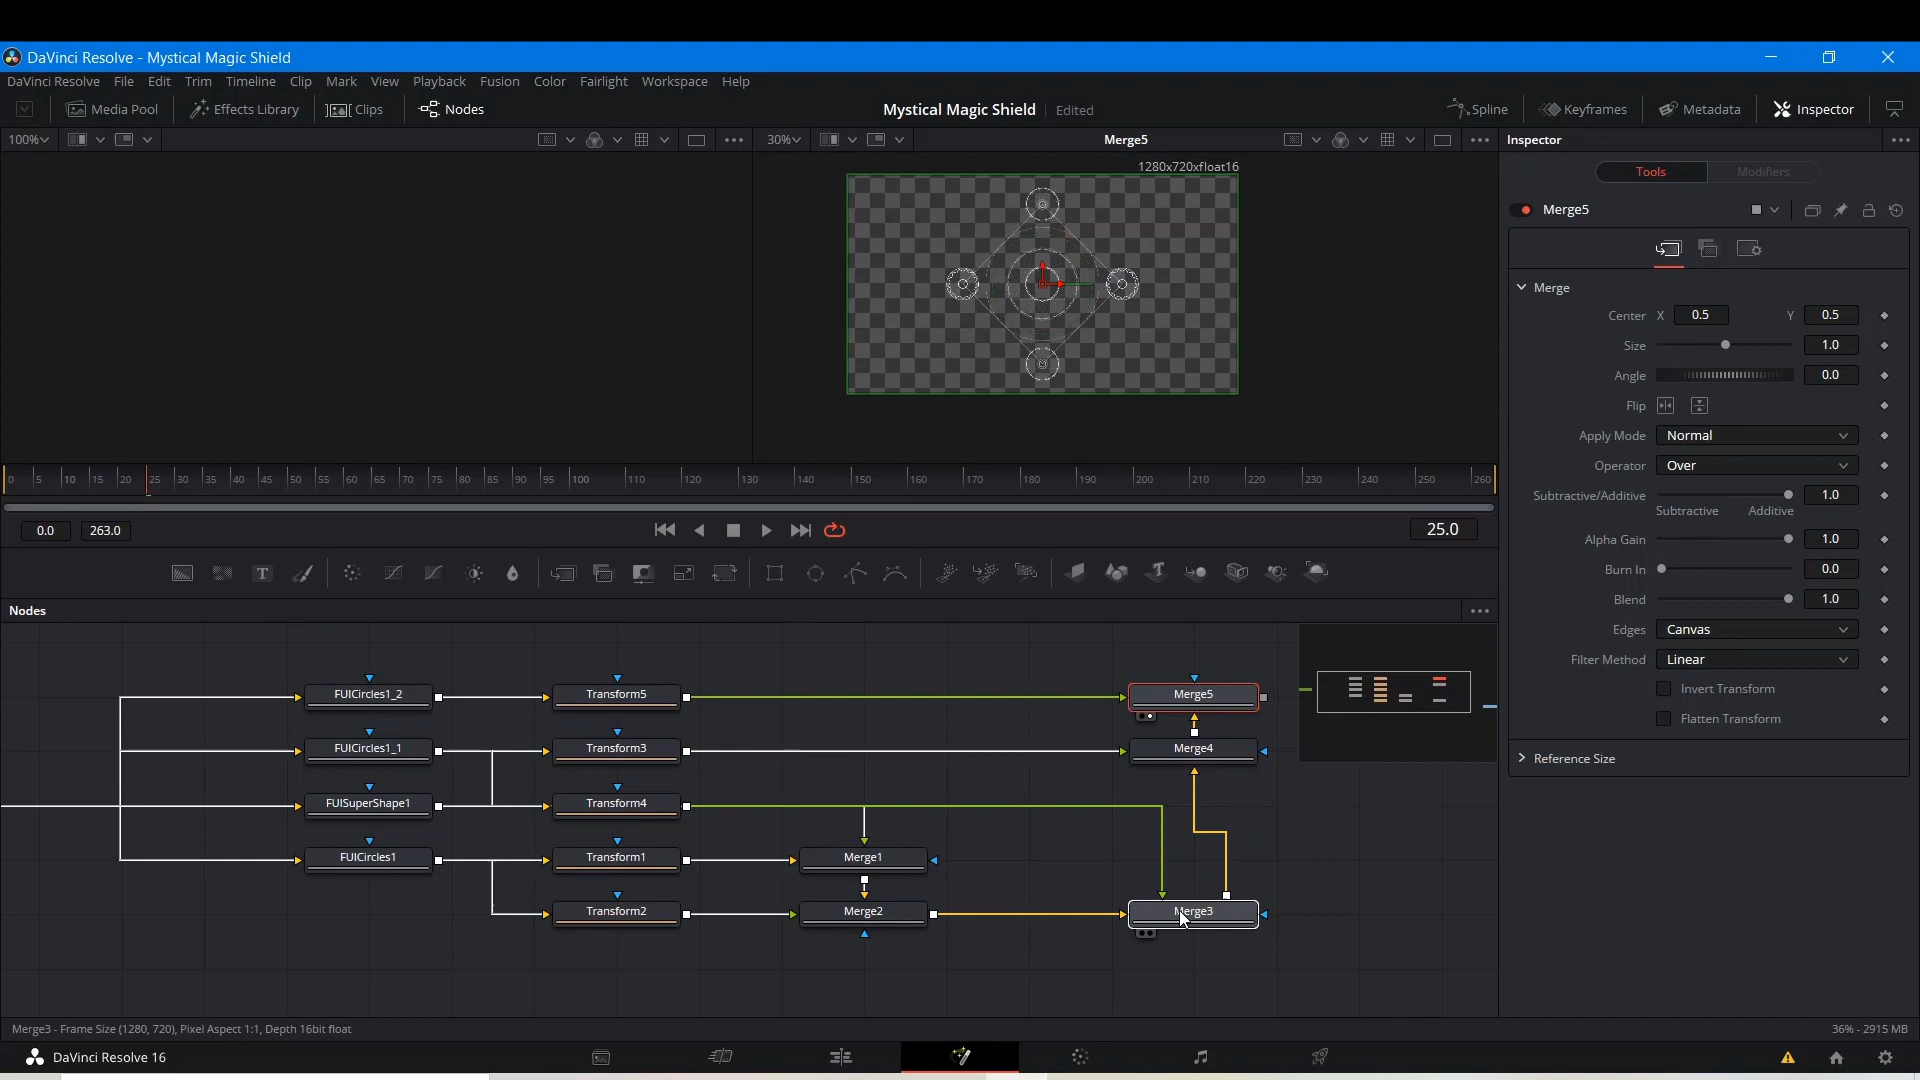 DaVinci Resolve - Mystical Magic Shield
DaVinci Resolve File Edit Trim Timeline Clip Mark View Playback Fusion Color Fairlight Workspace Help
Media Pool Effects Library Clips Nodes Mystical Magic Shield Edited Spline Keyframes Metadata Inspector
100% 30% Merge5 Inspector
1280x720xfloat16
Tools Modifiers
Merge5
Merge
Center X 0.5 Y 0.5
Size 1.0
Angle 0.0
Flip
Apply Mode Normal
Operator Over
Subtractive/Additive 1.0
Subtractive Additive
Alpha Gain 1.0
Burn In 0.0
Blend 1.0
Edges Canvas
Filter Method Linear
Invert Transform
Flatten Transform
Reference Size
0 5 10 15 20 25 30 35 40 45 50 55 60 65 70 75 80 85 90 95 100 110 120 130 140 150 160 170 180 190 200 210 220 230 240 250 260
0.0 263.0 25.0
Nodes
FUICircles1_2 Transform5 Merge5
FUICircles1_1 Transform3 Merge4
FUISuperShape1 Transform4
FUICircles1 Transform1 Merge1
Transform2 Merge2 Merge3
Merge3 - Frame Size (1280, 720), Pixel Aspect 1:1, Depth 16bit float 36% - 2915 MB
DaVinci Resolve 16